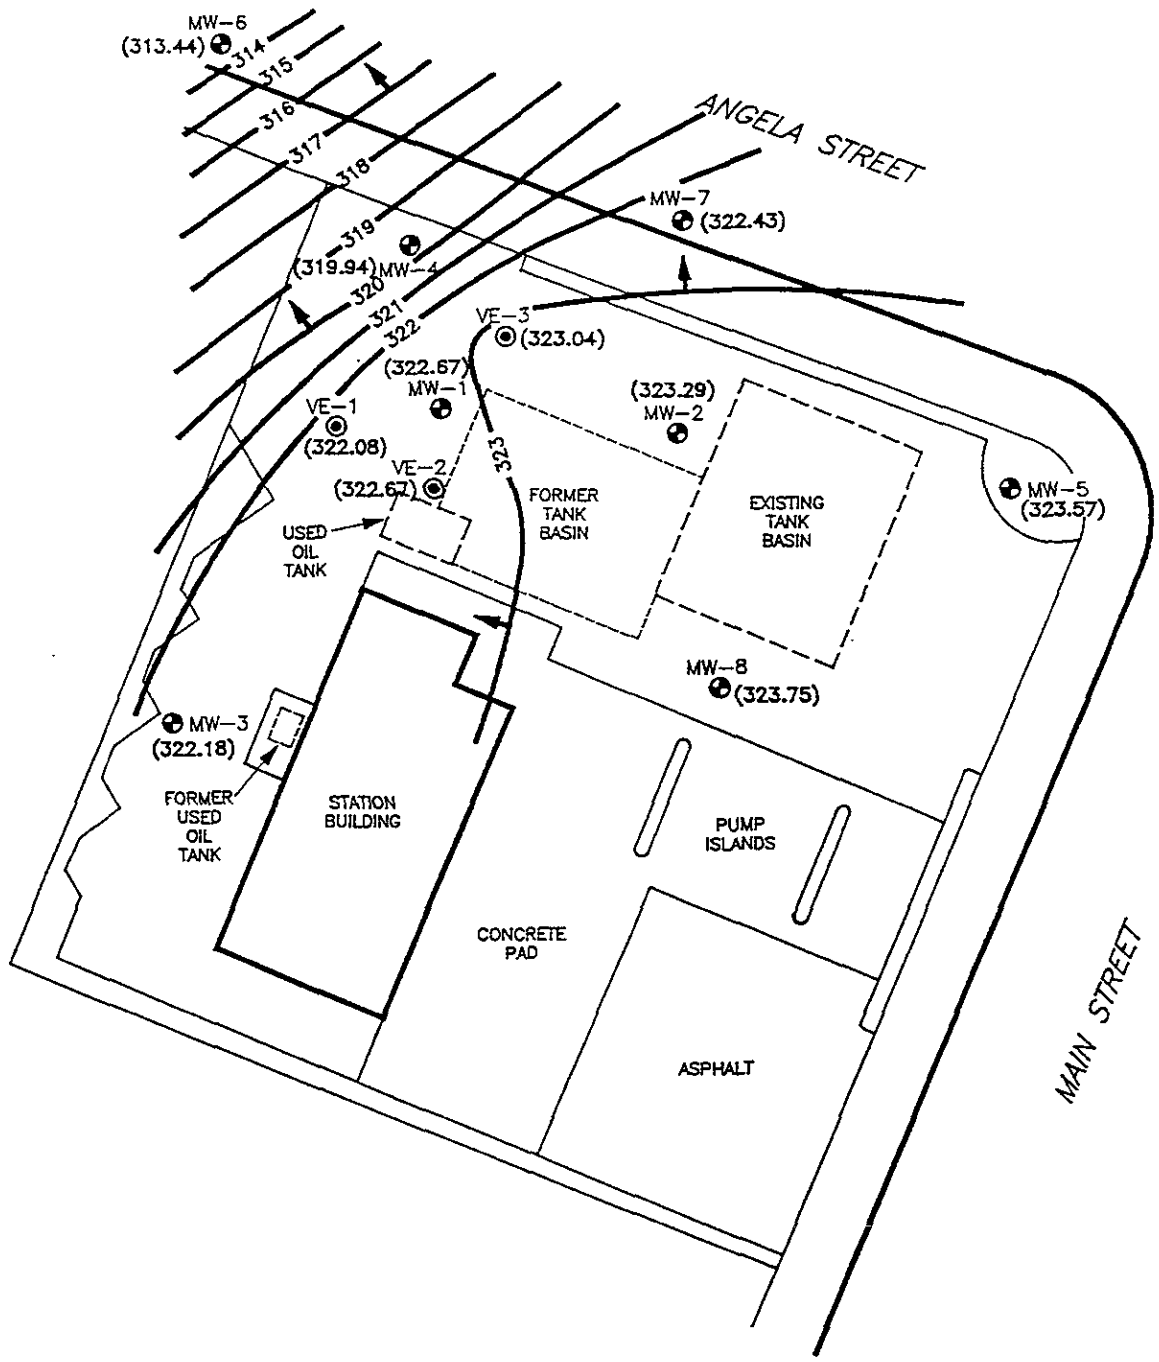 MW-6
(313.44)
314
315
316
317
318
319
320
321
322
323
ANGELA STREET
MW-7
(322.43)
(319.94)
MW-4
VE-3
(323.04)
(322.67)
MW-1
(323.29)
MW-2
VE-1
(322.08)
VE-2
(322.67)
MW-5
(323.57)
FORMER
TANK
BASIN
EXISTING
TANK
BASIN
USED
OIL
TANK
MW-8
(323.75)
MW-3
(322.18)
FORMER
USED
OIL
TANK
STATION
BUILDING
PUMP
ISLANDS
CONCRETE
PAD
ASPHALT
MAIN STREET